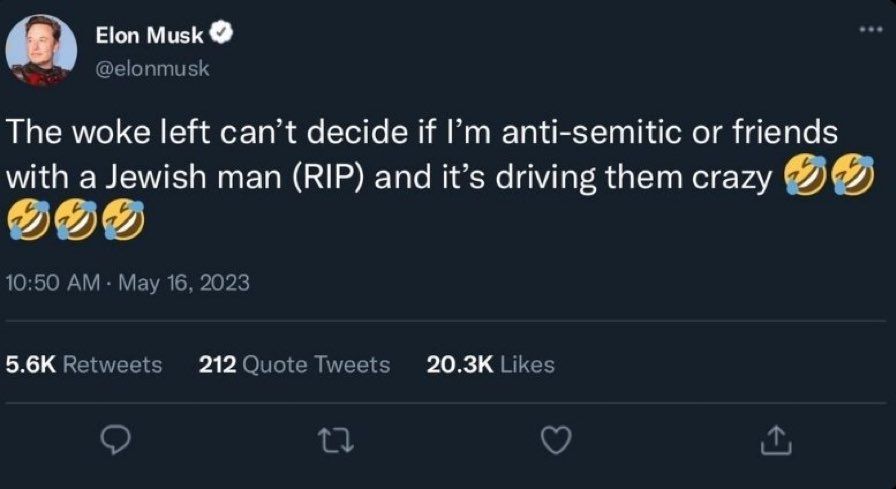 Elon Musk
@elonmusk
The woke left can’t decide if I’m anti-semitic or friends
with a Jewish man (RIP) and it’s driving them crazy 🤣🤣
🤣🤣🤣
10:50 AM · May 16, 2023
5.6K Retweets 212 Quote Tweets 20.3K Likes